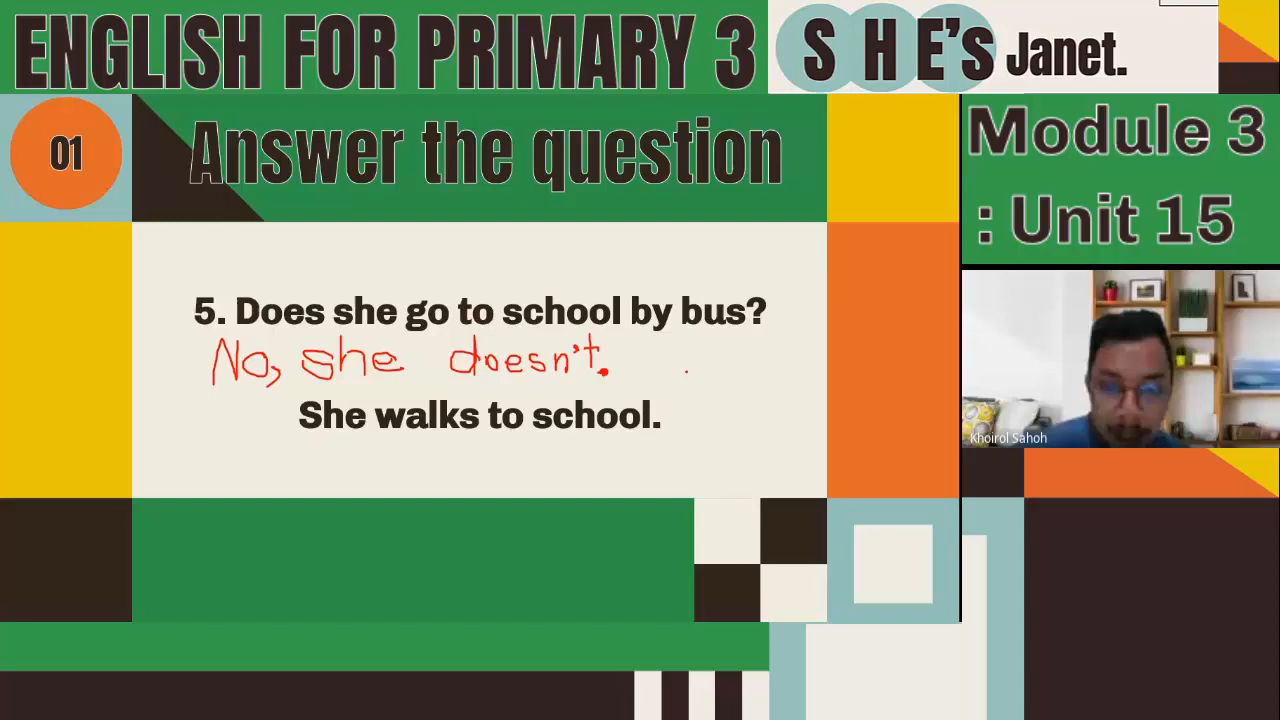 ENGLISH FOR PRIMARY 3
SHE's Janet.
01
Answer the question
Module 3
: Unit 15
5. Does she go to school by bus?
No, she doesn't.
She walks to school.
Khoirol Sahoh